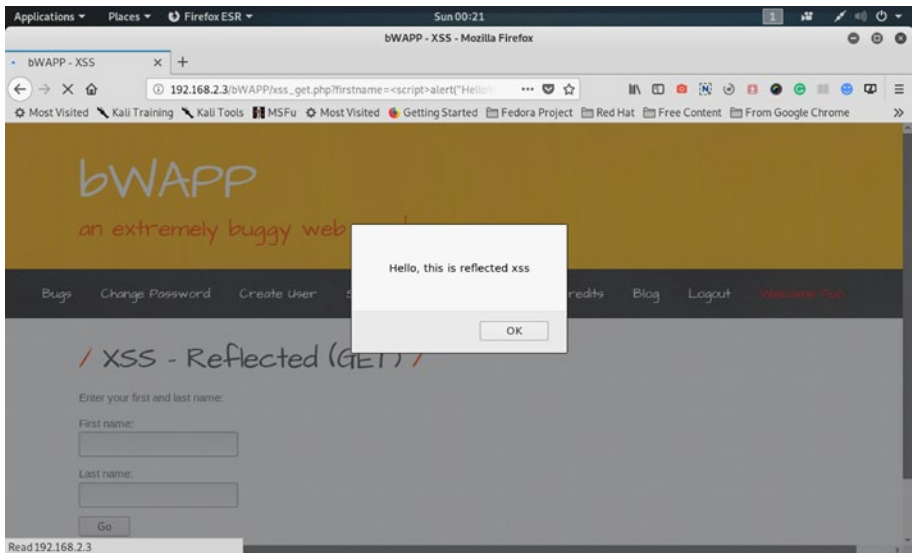 Applications Places Firefox ESR Sun 00:21 1
bWAPP - XSS - Mozilla Firefox
bWAPP - XSS
192.168.2.3/bWAPP/xss_get.php?firstname=<script>alert("Hello
Most Visited Kali Training Kali Tools MSFu Most Visited Getting Started Fedora Project Red Hat Free Content From Google Chrome
bWAPP
an extremely buggy web
Hello, this is reflected xss
OK
Bugs Change Password Create User Blog Logout
/ XSS - Reflected (GET) /
Enter your first and last name:
First name:
Last name:
Go
Read 192.168.2.3